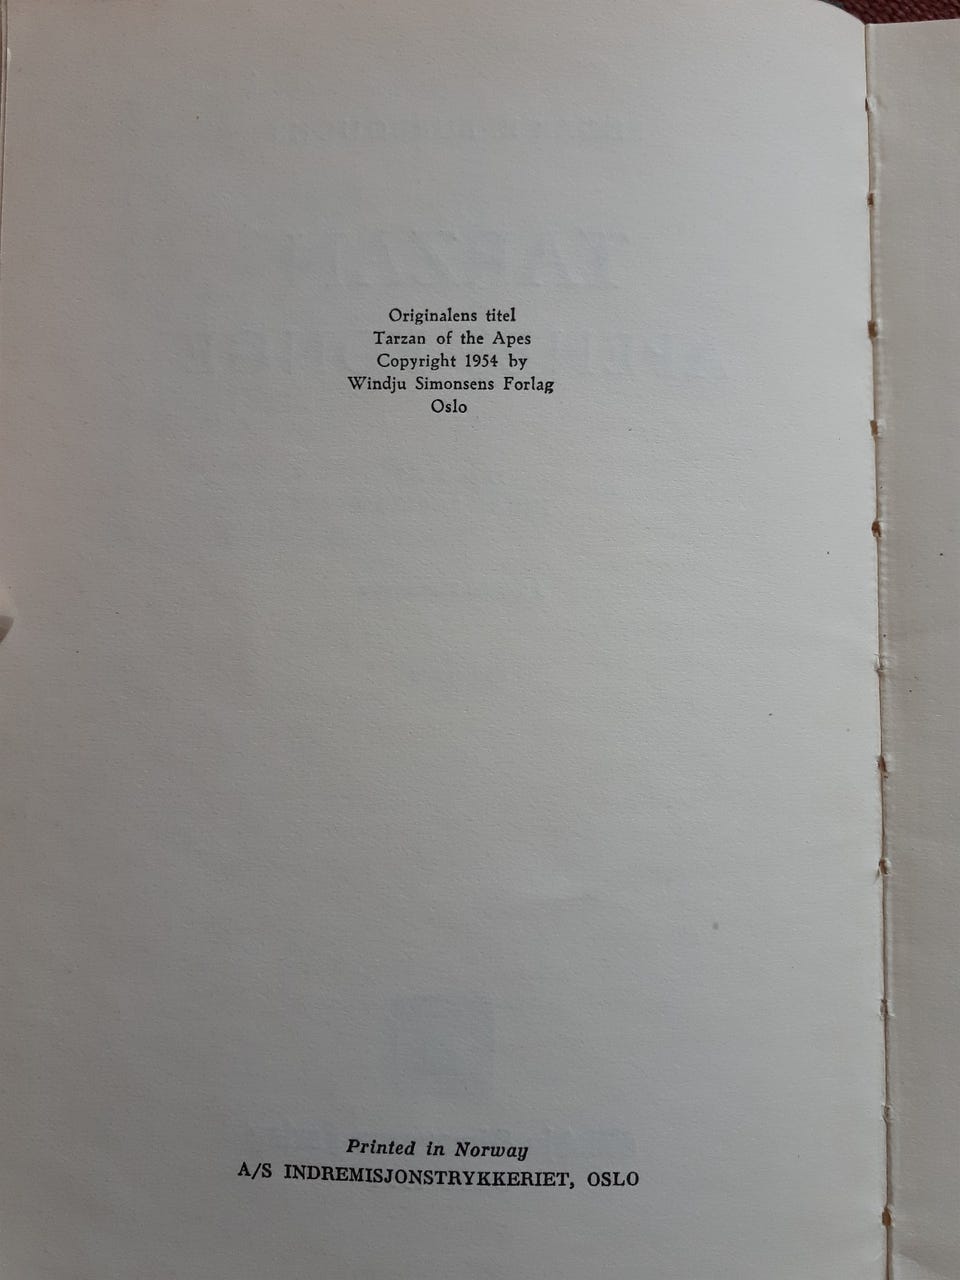 Originalens titel
Tarzan of the Apes
Copyright 1954 by
Windju Simonsens Forlag
Oslo
Printed in Norway
A/S INDREMISJONSTRYKKERIET, OSLO